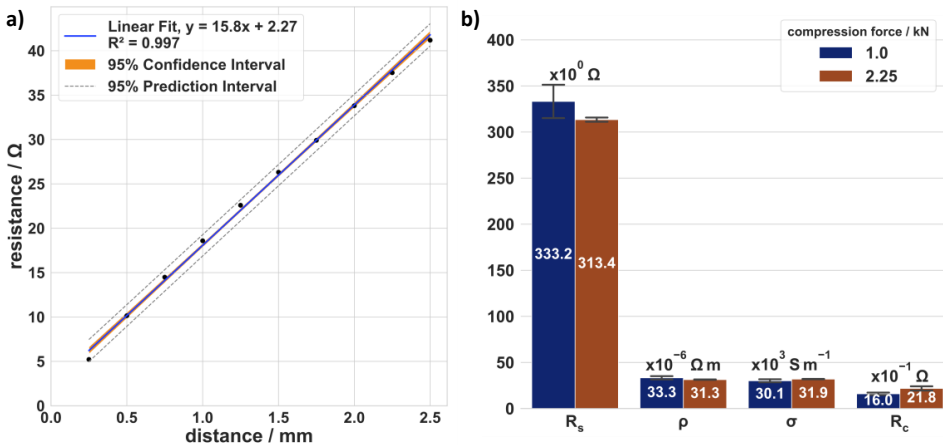 a)
Linear Fit, y = 15.8x + 2.27
R² = 0.997
95% Confidence Interval
95% Prediction Interval
resistance / Ω
40
35
30
25
20
15
10
5
0
0.0 0.5 1.0 1.5 2.0 2.5
distance / mm
b)
compression force / kN
1.0
2.25
400
350
300
250
200
150
100
50
0
x10⁰ Ω
333.2
313.4
x10⁻⁶ Ω m
33.3
31.3
x10³ S m⁻¹
30.1
31.9
x10⁻¹ Ω
16.0
21.8
Rₛ ρ σ R_c